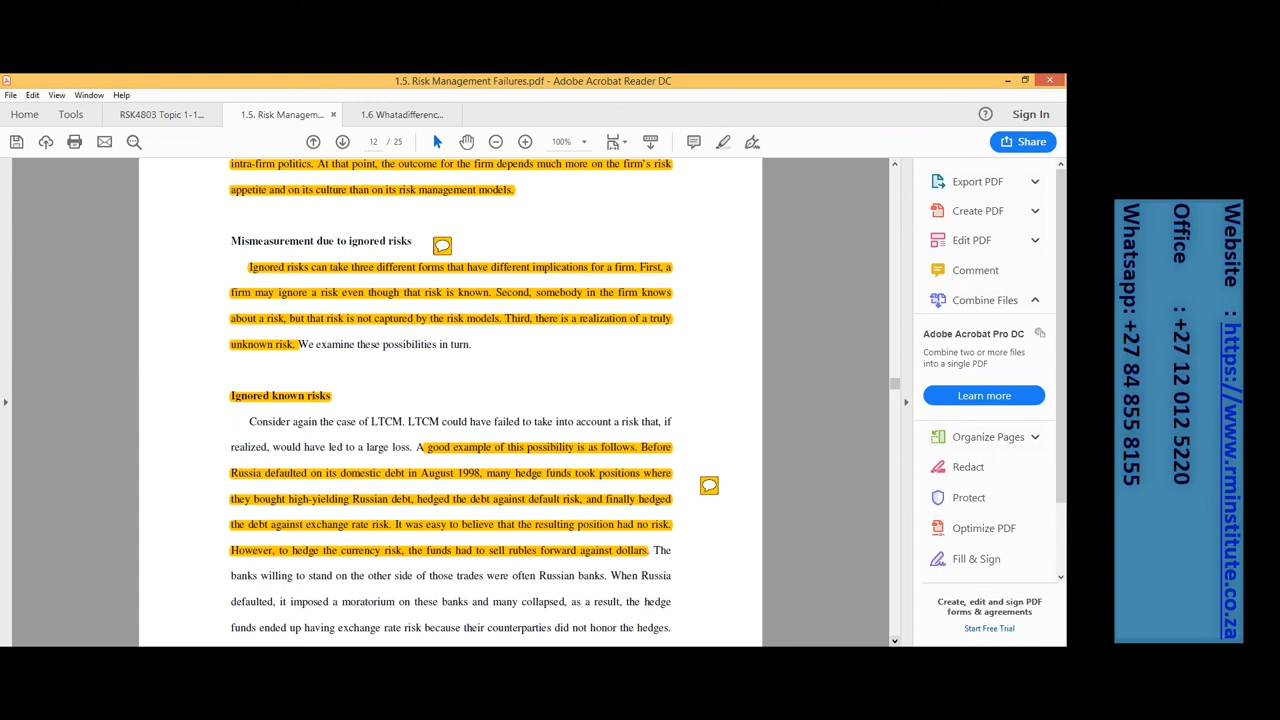 1.5. Risk Management Failures.pdf - Adobe Acrobat Reader DC
File Edit View Window Help
Home Tools RSK4803 Topic 1-1... 1.5. Risk Managem... × 1.6 Whatadifferenc... Sign In
12 / 25 100% Share
intra-firm politics. At that point, the outcome for the firm depends much more on the firm's risk
appetite and on its culture than on its risk management models.
Mismeasurement due to ignored risks
Ignored risks can take three different forms that have different implications for a firm. First, a
firm may ignore a risk even though that risk is known. Second, somebody in the firm knows
about a risk, but that risk is not captured by the risk models. Third, there is a realization of a truly
unknown risk. We examine these possibilities in turn.
Ignored known risks
Consider again the case of LTCM. LTCM could have failed to take into account a risk that, if
realized, would have led to a large loss. A good example of this possibility is as follows. Before
Russia defaulted on its domestic debt in August 1998, many hedge funds took positions where
they bought high-yielding Russian debt, hedged the debt against default risk, and finally hedged
the debt against exchange rate risk. It was easy to believe that the resulting position had no risk.
However, to hedge the currency risk, the funds had to sell rubles forward against dollars. The
banks willing to stand on the other side of those trades were often Russian banks. When Russia
defaulted, it imposed a moratorium on these banks and many collapsed, as a result, the hedge
funds ended up having exchange rate risk because their counterparties did not honor the hedges.
Export PDF
Create PDF
Edit PDF
Comment
Combine Files
Adobe Acrobat Pro DC
Combine two or more files
into a single PDF
Learn more
Organize Pages
Redact
Protect
Optimize PDF
Fill & Sign
Create, edit and sign PDF
forms & agreements
Start Free Trial
Website : https://www.rminstitute.co.za
Office : +27 12 012 5220
Whatsapp: +27 84 855 8155